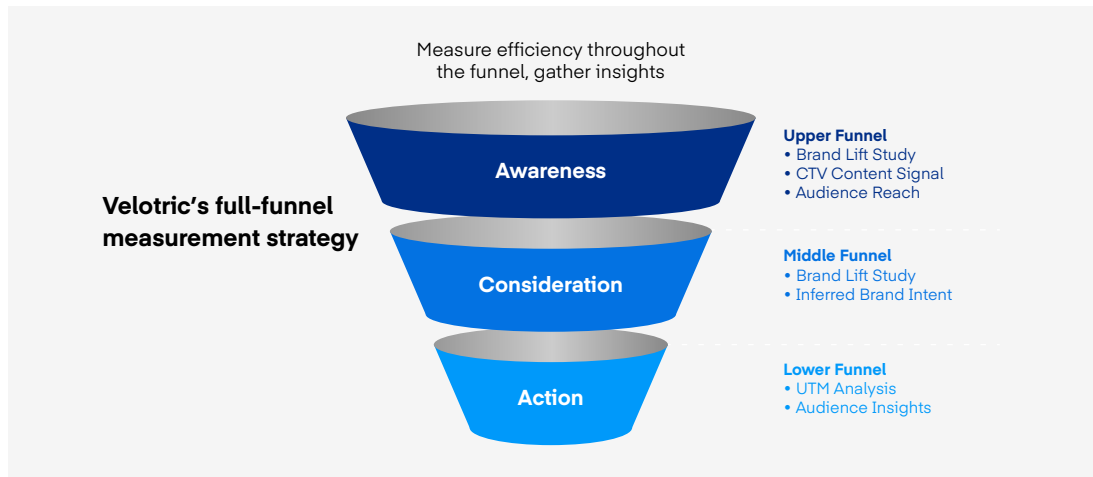 Measure efficiency throughout
the funnel, gather insights
Velotric’s full-funnel
measurement strategy
Awareness
Upper Funnel
• Brand Lift Study
• CTV Content Signal
• Audience Reach
Consideration
Middle Funnel
• Brand Lift Study
• Inferred Brand Intent
Action
Lower Funnel
• UTM Analysis
• Audience Insights